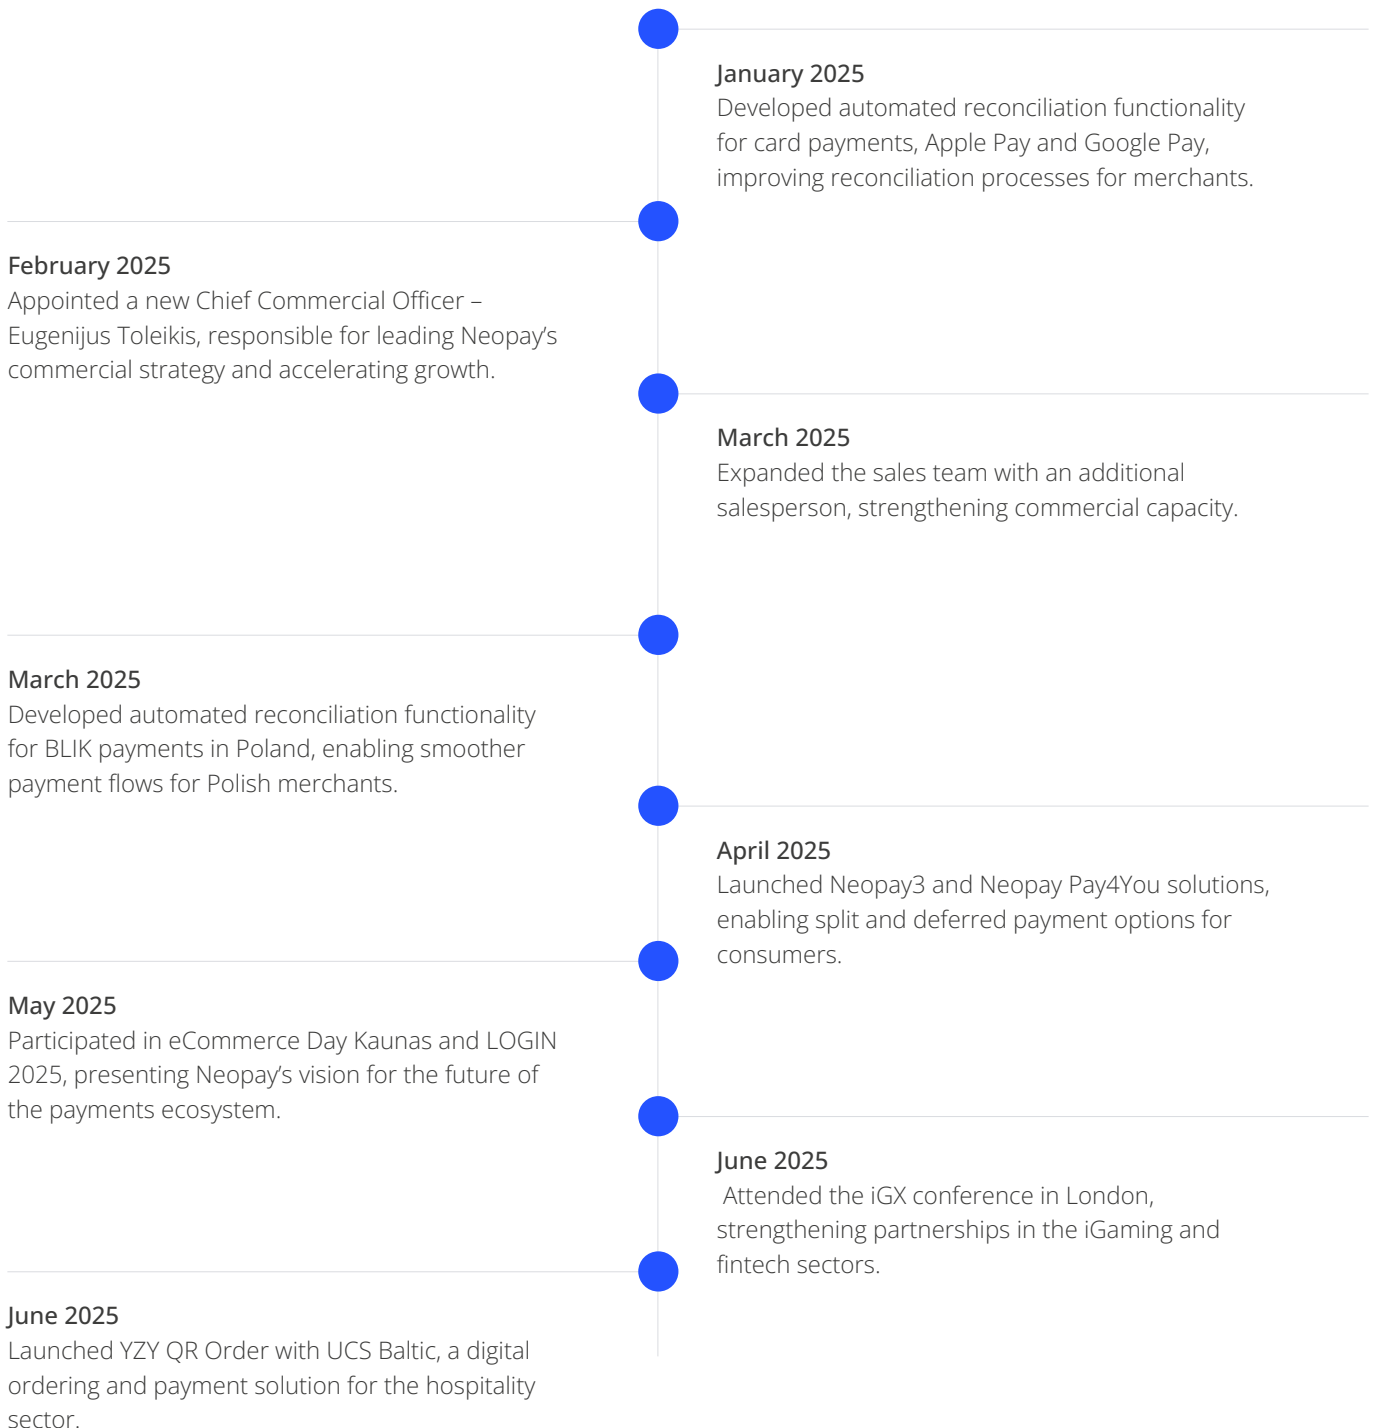 January 2025
Developed automated reconciliation functionality
for card payments, Apple Pay and Google Pay,
improving reconciliation processes for merchants.
February 2025
Appointed a new Chief Commercial Officer –
Eugenijus Toleikis, responsible for leading Neopay’s
commercial strategy and accelerating growth.
March 2025
Expanded the sales team with an additional
salesperson, strengthening commercial capacity.
March 2025
Developed automated reconciliation functionality
for BLIK payments in Poland, enabling smoother
payment flows for Polish merchants.
April 2025
Launched Neopay3 and Neopay Pay4You solutions,
enabling split and deferred payment options for
consumers.
May 2025
Participated in eCommerce Day Kaunas and LOGIN
2025, presenting Neopay’s vision for the future of
the payments ecosystem.
June 2025
Attended the iGX conference in London,
strengthening partnerships in the iGaming and
fintech sectors.
June 2025
Launched YZY QR Order with UCS Baltic, a digital
ordering and payment solution for the hospitality
sector.